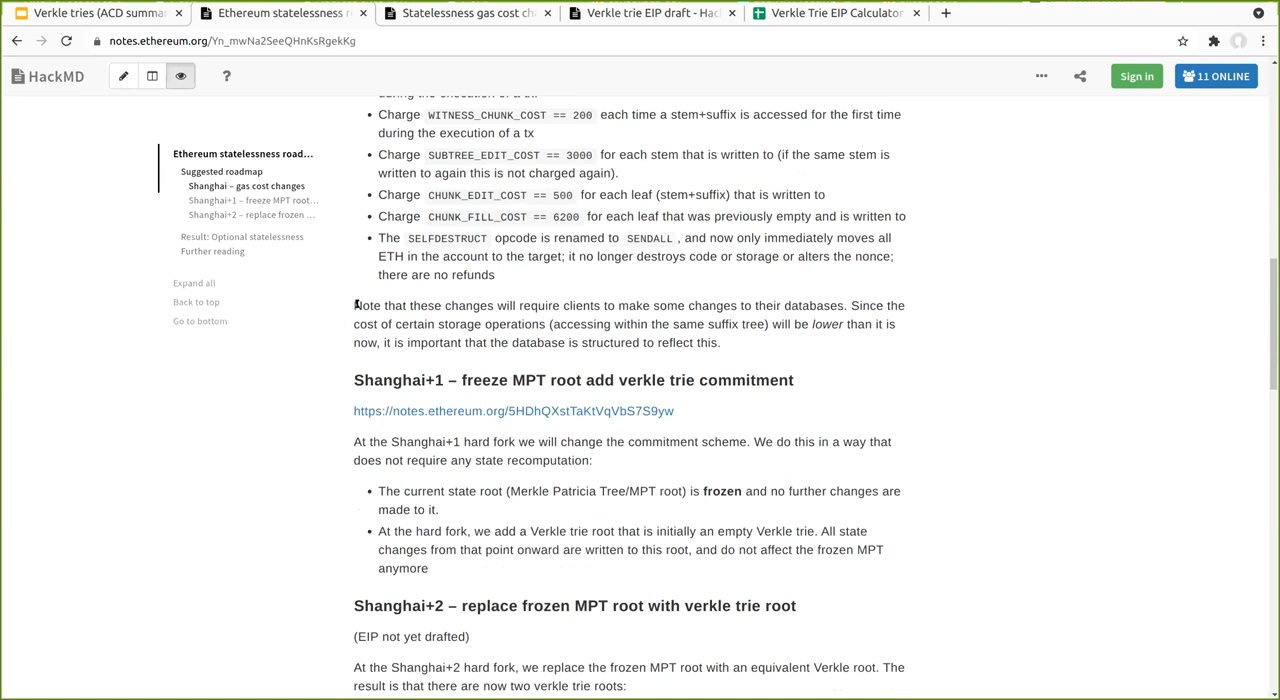 Verkle tries (ACD summa
Ethereum statelessness r
Statelessness gas cost ch
Verkle trie EIP draft - Hac
Verkle Trie EIP Calculator
notes.ethereum.org/Yn_mwNa2SeeQHnKsRgekKg
HackMD
?
Sign in
11 ONLINE
Ethereum statelessness road…
Suggested roadmap
Shanghai – gas cost changes
Shanghai+1 – freeze MPT root…
Shanghai+2 – replace frozen …
Result: Optional statelessness
Further reading
Expand all
Back to top
Go to bottom
during the execution of a tx
• Charge WITNESS_CHUNK_COST == 200 each time a stem+suffix is accessed for the first time
during the execution of a tx
• Charge SUBTREE_EDIT_COST == 3000 for each stem that is written to (if the same stem is
written to again this is not charged again).
• Charge CHUNK_EDIT_COST == 500 for each leaf (stem+suffix) that is written to
• Charge CHUNK_FILL_COST == 6200 for each leaf that was previously empty and is written to
• The SELFDESTRUCT opcode is renamed to SENDALL , and now only immediately moves all
ETH in the account to the target; it no longer destroys code or storage or alters the nonce;
there are no refunds
Note that these changes will require clients to make some changes to their databases. Since the
cost of certain storage operations (accessing within the same suffix tree) will be lower than it is
now, it is important that the database is structured to reflect this.
Shanghai+1 – freeze MPT root add verkle trie commitment
https://notes.ethereum.org/5HDhQXstTaKtVqVbS7S9yw
At the Shanghai+1 hard fork we will change the commitment scheme. We do this in a way that
does not require any state recomputation:
• The current state root (Merkle Patricia Tree/MPT root) is frozen and no further changes are
made to it.
• At the hard fork, we add a Verkle trie root that is initially an empty Verkle trie. All state
changes from that point onward are written to this root, and do not affect the frozen MPT
anymore
Shanghai+2 – replace frozen MPT root with verkle trie root
(EIP not yet drafted)
At the Shanghai+2 hard fork, we replace the frozen MPT root with an equivalent Verkle root. The
result is that there are now two verkle trie roots: